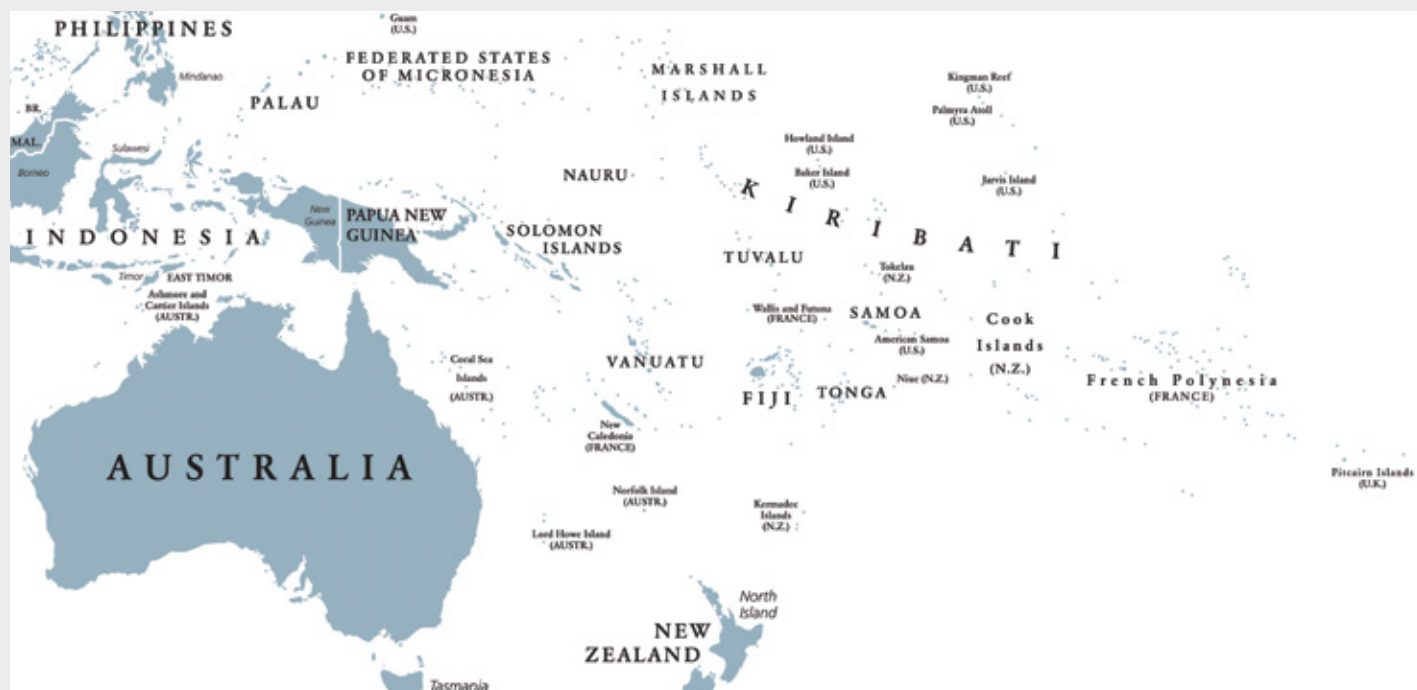 Guam
(U.S.)
PHILIPPINES
FEDERATED STATES
OF MICRONESIA
MARSHALL
ISLANDS
Mindanao
Kingman Reef
(U.S.)
PALAU
BR.
Palmyra Atoll
(U.S.)
MAL.
Sulawesi
Howland Island
(U.S.)
Borneo
NAURU
Baker Island
(U.S.)
Jarvis Island
(U.S.)
KIRIBATI
New
Guinea
PAPUA NEW
GUINEA
INDONESIA
SOLOMON
ISLANDS
TUVALU
Timor
EAST TIMOR
Tokelau
(N.Z.)
Ashmore and
Cartier Islands
(AUSTR.)
Wallis and Futuna
(FRANCE)
SAMOA
Cook
Islands
(N.Z.)
American Samoa
(U.S.)
Coral Sea
Islands
(AUSTR.)
VANUATU
Niue (N.Z.)
French Polynesia
(FRANCE)
FIJI
TONGA
New
Caledonia
(FRANCE)
AUSTRALIA
Pitcairn Islands
(U.K.)
Norfolk Island
(AUSTR.)
Kermadec
Islands
(N.Z.)
Lord Howe Island
(AUSTR.)
North
Island
NEW
ZEALAND
Tasmania